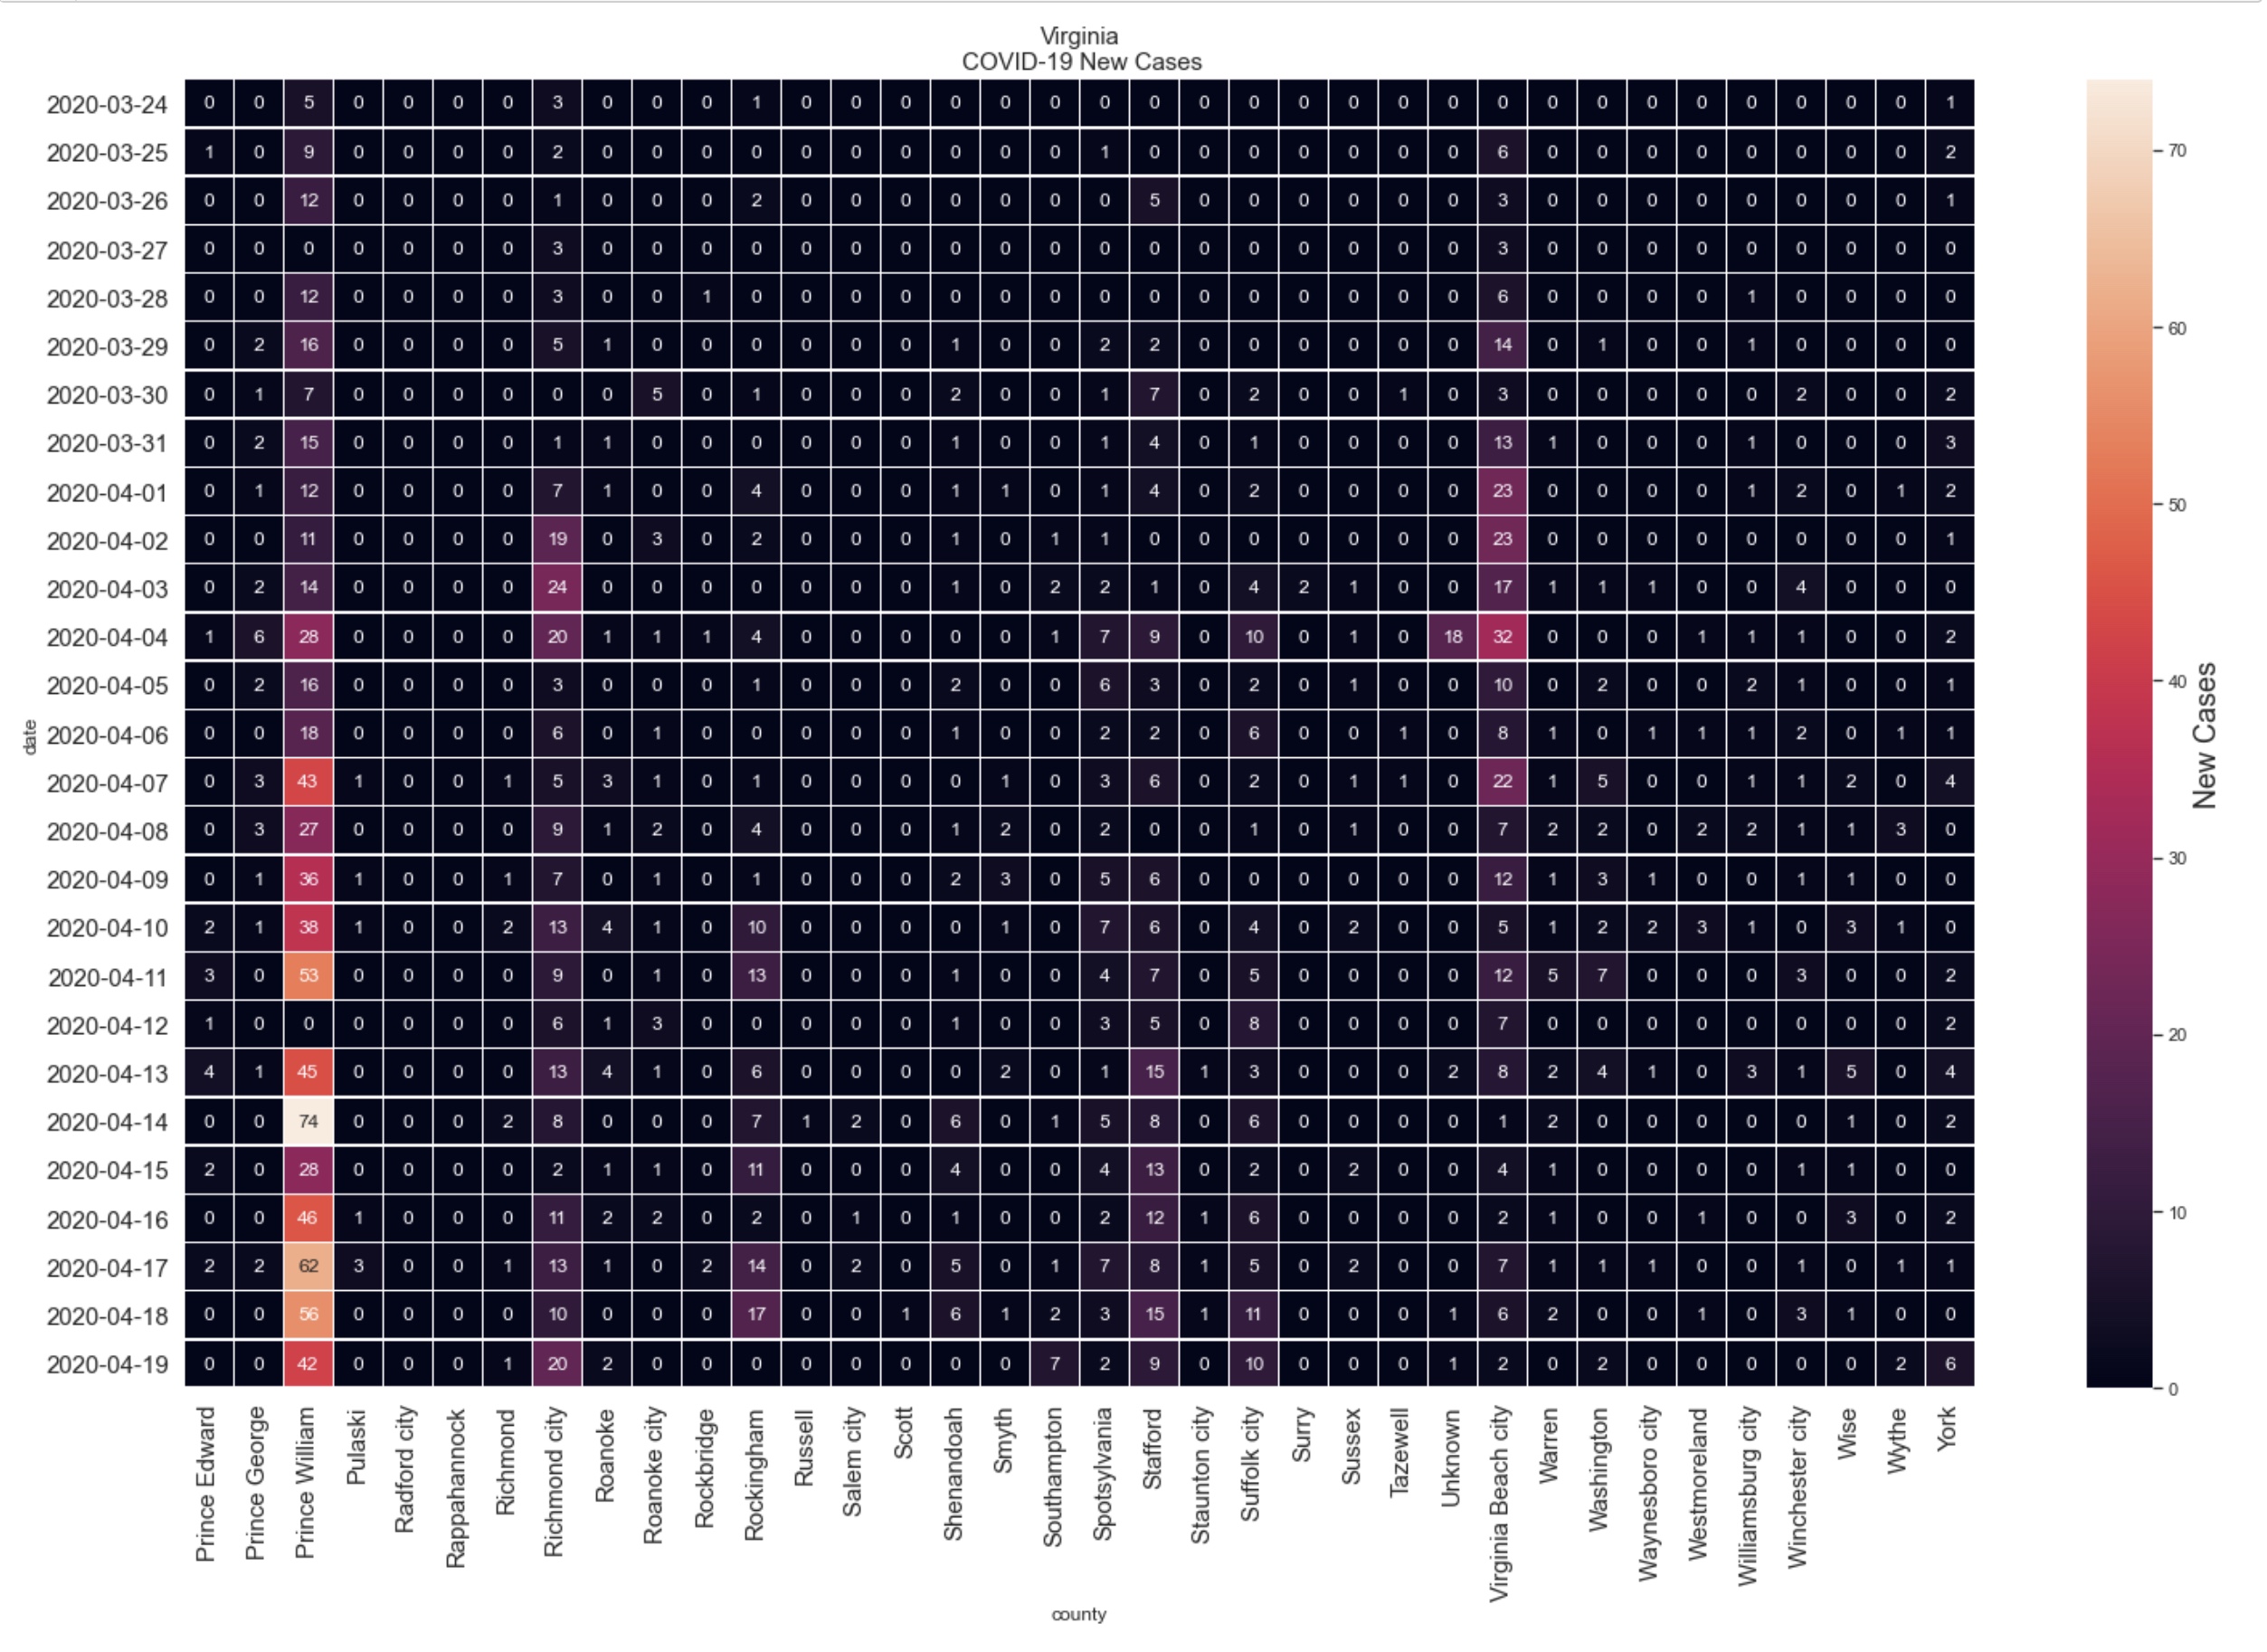 Virginia
COVID-19 New Cases
2020-03-24 0 0 5 0 0 0 0 3 0 0 0 1 0 0 0 0 0 0 0 0 0 0 0 0 0 0 0 0 0 0 0 0 0 0 0 1
2020-03-25 1 0 9 0 0 0 0 2 0 0 0 0 0 0 0 0 0 0 1 0 0 0 0 0 0 0 6 0 0 0 0 0 0 0 0 2
2020-03-26 0 0 12 0 0 0 0 1 0 0 0 2 0 0 0 0 0 0 0 5 0 0 0 0 0 0 3 0 0 0 0 0 0 0 0 1
2020-03-27 0 0 0 0 0 0 0 3 0 0 0 0 0 0 0 0 0 0 0 0 0 0 0 0 0 0 3 0 0 0 0 0 0 0 0 0
2020-03-28 0 0 12 0 0 0 0 3 0 0 1 0 0 0 0 0 0 0 0 0 0 0 0 0 0 0 6 0 0 0 0 1 0 0 0 0
2020-03-29 0 2 16 0 0 0 0 5 1 0 0 0 0 0 0 1 0 0 2 2 0 0 0 0 0 0 14 0 1 0 0 1 0 0 0 0
2020-03-30 0 1 7 0 0 0 0 0 0 5 0 1 0 0 0 2 0 0 1 7 0 2 0 0 1 0 3 0 0 0 0 0 2 0 0 2
2020-03-31 0 2 15 0 0 0 0 1 1 0 0 0 0 0 0 1 0 0 1 4 0 1 0 0 0 0 13 1 0 0 0 1 0 0 0 3
2020-04-01 0 1 12 0 0 0 0 7 1 0 0 4 0 0 0 1 1 0 1 4 0 2 0 0 0 0 23 0 0 0 0 1 2 0 1 2
2020-04-02 0 0 11 0 0 0 0 19 0 3 0 2 0 0 0 1 0 1 1 0 0 0 0 0 0 0 23 0 0 0 0 0 0 0 0 1
2020-04-03 0 2 14 0 0 0 0 24 0 0 0 0 0 0 0 1 0 2 2 1 0 4 2 1 0 0 17 1 1 1 0 0 4 0 0 0
2020-04-04 1 6 28 0 0 0 0 20 1 1 1 4 0 0 0 0 0 1 7 9 0 10 0 1 0 18 32 0 0 0 1 1 1 0 0 2
2020-04-05 0 2 16 0 0 0 0 3 0 0 0 1 0 0 0 2 0 0 6 3 0 2 0 1 0 0 10 0 2 0 0 2 1 0 0 1
2020-04-06 0 0 18 0 0 0 0 6 0 1 0 0 0 0 0 1 0 0 2 2 0 6 0 0 1 0 8 1 0 1 1 1 2 0 1 1
2020-04-07 0 3 43 1 0 0 1 5 3 1 0 1 0 0 0 0 1 0 3 6 0 2 0 1 1 0 22 1 5 0 0 1 1 2 0 4
2020-04-08 0 3 27 0 0 0 0 9 1 2 0 4 0 0 0 1 2 0 2 0 0 1 0 1 0 0 7 2 2 0 2 2 1 1 3 0
2020-04-09 0 1 36 1 0 0 1 7 0 1 0 1 0 0 0 2 3 0 5 6 0 0 0 0 0 0 12 1 3 1 0 0 1 1 0 0
2020-04-10 2 1 38 1 0 0 2 13 4 1 0 10 0 0 0 0 1 0 7 6 0 4 0 2 0 0 5 1 2 2 3 1 0 3 1 0
2020-04-11 3 0 53 0 0 0 0 9 0 1 0 13 0 0 0 1 0 0 4 7 0 5 0 0 0 0 12 5 7 0 0 0 3 0 0 2
2020-04-12 1 0 0 0 0 0 0 6 1 3 0 0 0 0 0 1 0 0 3 5 0 8 0 0 0 0 7 0 0 0 0 0 0 0 0 2
2020-04-13 4 1 45 0 0 0 0 13 4 1 0 6 0 0 0 0 2 0 1 15 1 3 0 0 0 2 8 2 4 1 0 3 1 5 0 4
2020-04-14 0 0 74 0 0 0 2 8 0 0 0 7 1 2 0 6 0 1 5 8 0 6 0 0 0 0 1 2 0 0 0 0 0 1 0 2
2020-04-15 2 0 28 0 0 0 0 2 1 1 0 11 0 0 0 4 0 0 4 13 0 2 0 2 0 0 4 1 0 0 0 0 1 1 0 0
2020-04-16 0 0 46 1 0 0 0 11 2 2 0 2 0 1 0 1 0 0 2 12 1 6 0 0 0 0 2 1 0 0 1 0 0 3 0 2
2020-04-17 2 2 62 3 0 0 1 13 1 0 2 14 0 2 0 5 0 1 7 8 1 5 0 2 0 0 7 1 1 1 0 0 1 0 1 1
2020-04-18 0 0 56 0 0 0 0 10 0 0 0 17 0 0 1 6 1 2 3 15 1 11 0 0 0 1 6 2 0 0 1 0 3 1 0 0
2020-04-19 0 0 42 0 0 0 1 20 2 0 0 0 0 0 0 0 0 7 2 9 0 10 0 0 0 1 2 0 2 0 0 0 0 0 2 6
date
Prince Edward
Prince George
Prince William
Pulaski
Radford city
Rappahannock
Richmond
Richmond city
Roanoke
Roanoke city
Rockbridge
Rockingham
Russell
Salem city
Scott
Shenandoah
Smyth
Southampton
Spotsylvania
Stafford
Staunton city
Suffolk city
Surry
Sussex
Tazewell
Unknown
Virginia Beach city
Warren
Washington
Waynesboro city
Westmoreland
Williamsburg city
Winchester city
Wise
Wythe
York
county
70
60
50
40
30
20
10
0
New Cases